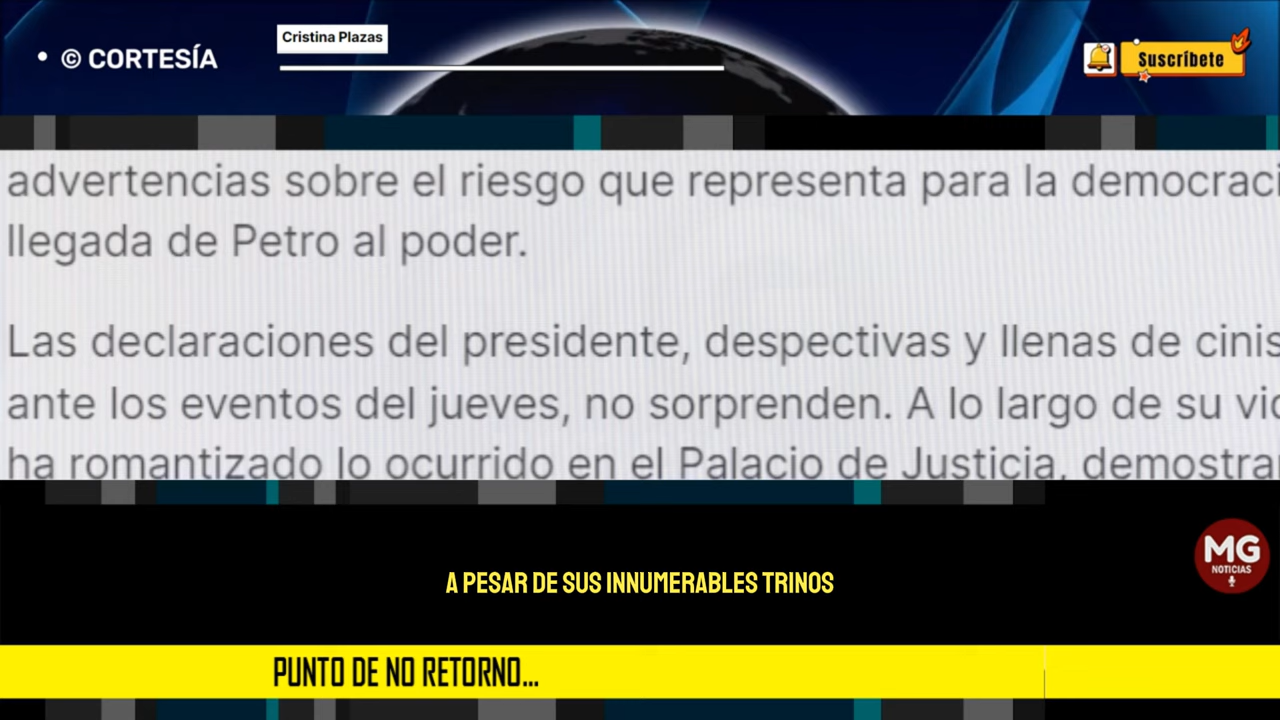 © CORTESÍA
Cristina Plazas
Suscríbete
advertencias sobre el riesgo que representa para la democraci
llegada de Petro al poder.
Las declaraciones del presidente, despectivas y llenas de cinis
ante los eventos del jueves, no sorprenden. A lo largo de su
ha romantizado lo ocurrido en el Palacio de Justicia, demostra
MG
NOTICIAS
A PESAR DE SUS INNUMERABLES TRINOS
PUNTO DE NO RETORNO...